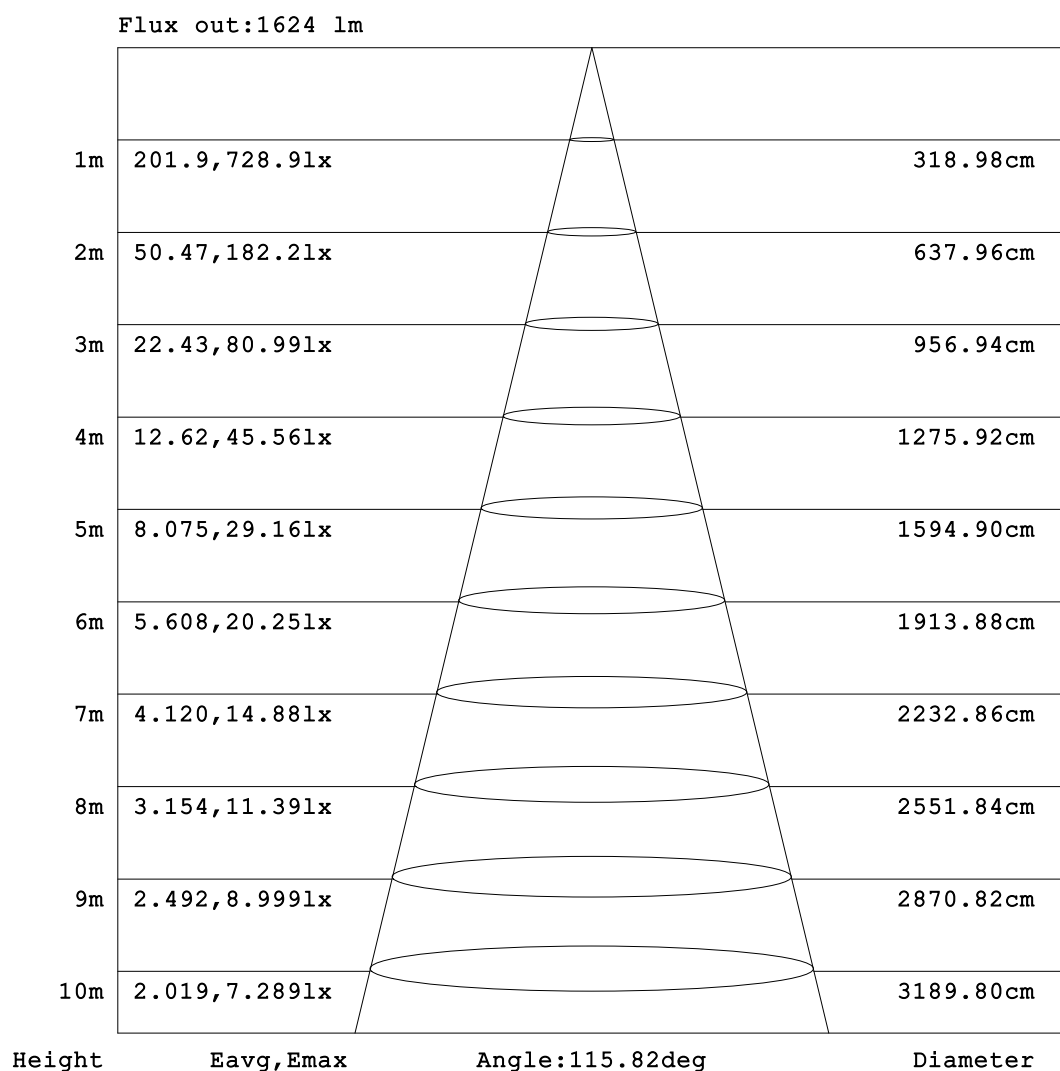 Flux out:1624 lm
1m 201.9,728.9lx 318.98cm
2m 50.47,182.2lx 637.96cm
3m 22.43,80.99lx 956.94cm
4m 12.62,45.56lx 1275.92cm
5m 8.075,29.16lx 1594.90cm
6m 5.608,20.25lx 1913.88cm
7m 4.120,14.88lx 2232.86cm
8m 3.154,11.39lx 2551.84cm
9m 2.492,8.999lx 2870.82cm
10m 2.019,7.289lx 3189.80cm
Height Eavg,Emax Angle:115.82deg Diameter